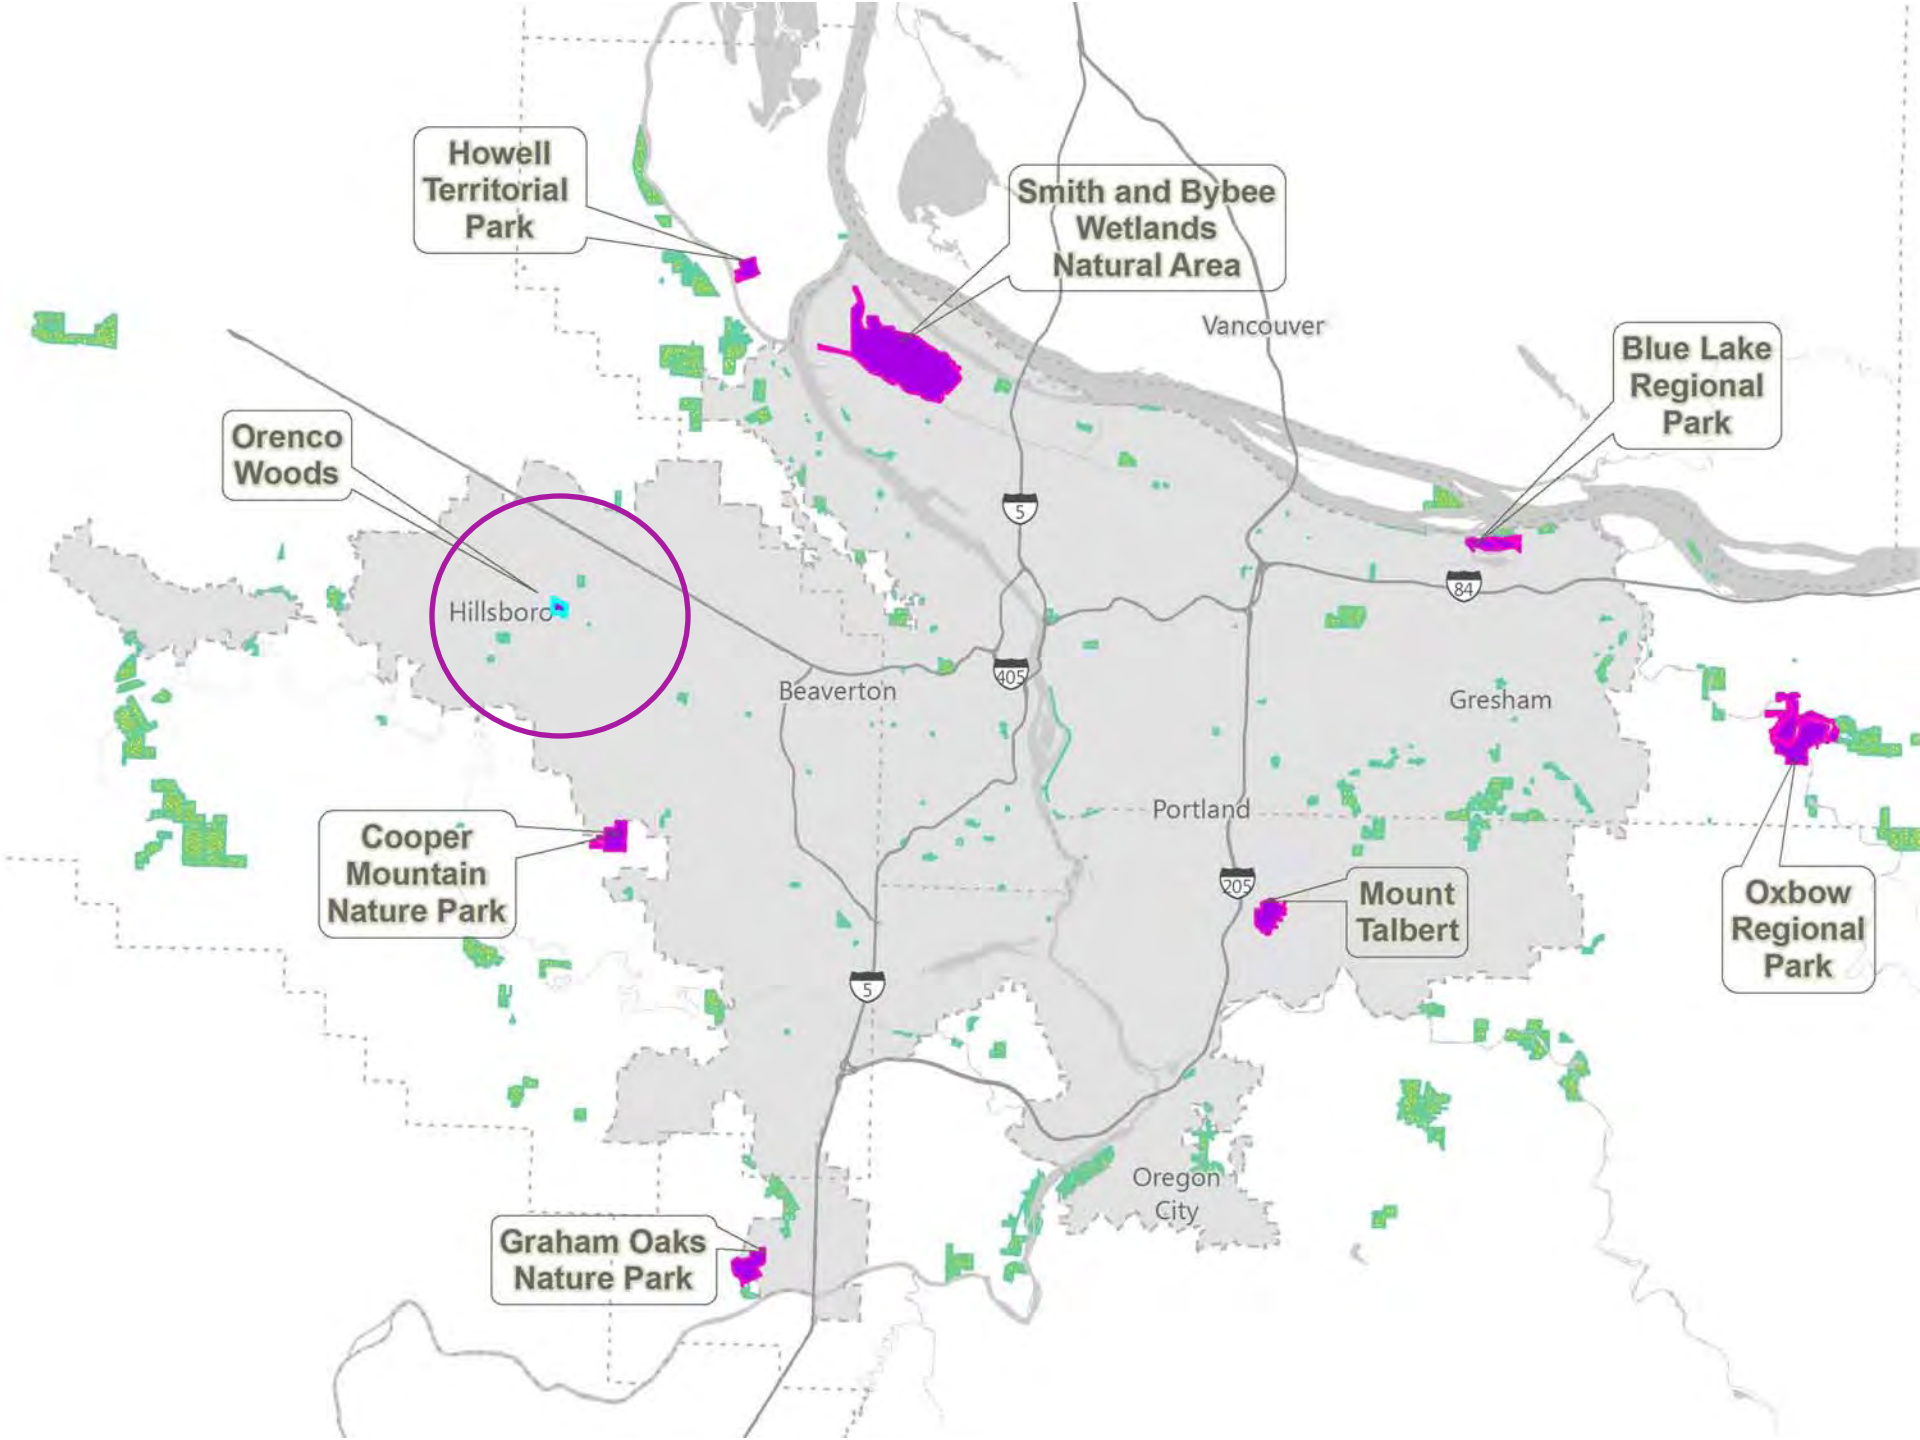 Howell
Territorial
Park
Smith and Bybee
Wetlands
Natural Area
Vancouver
Blue Lake
Regional
Park
Orenco
Woods
5
84
Hillsboro
405
Beaverton
Gresham
Portland
Cooper
Mountain
Nature Park
205
Mount
Talbert
Oxbow
Regional
Park
5
Oregon
City
Graham Oaks
Nature Park